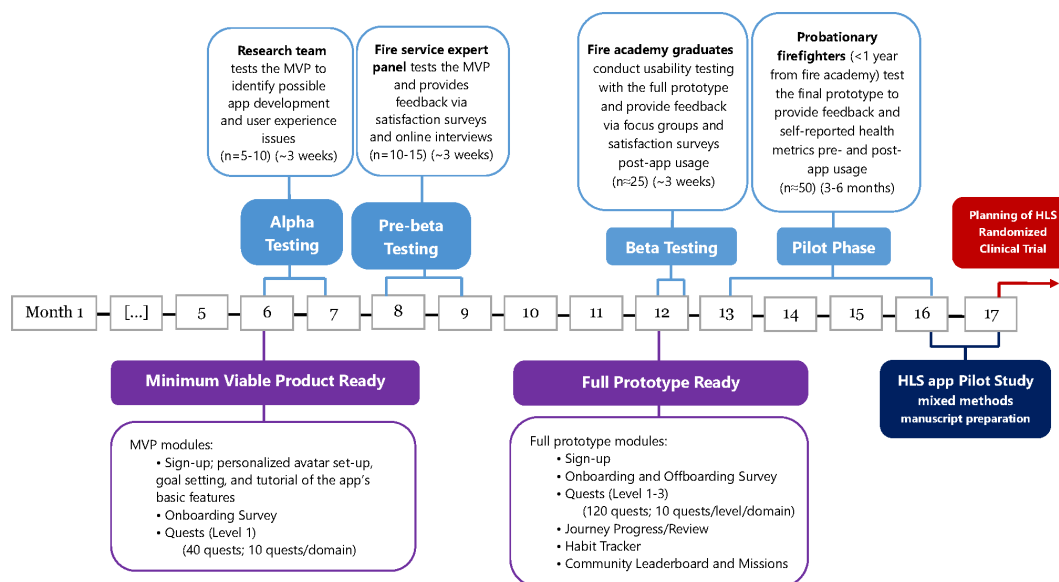 Research team
tests the MVP to
identify possible
app development
and user experience
issues
(n=5-10) (~3 weeks)
Fire service expert
panel tests the MVP
and provides
feedback via
satisfaction surveys
and online interviews
(n=10-15) (~3 weeks)
Fire academy graduates
conduct usability testing
with the full prototype
and provide feedback
via focus groups and
satisfaction surveys
post-app usage
(n≈25) (~3 weeks)
Probationary
firefighters (<1 year
from fire academy) test
the final prototype to
provide feedback and
self-reported health
metrics pre- and post-
app usage
(n≈50) (3-6 months)
Alpha
Testing
Pre-beta
Testing
Beta Testing
Pilot Phase
Planning of HLS
Randomized
Clinical Trial
Month 1
[...]
5
6
7
8
9
10
11
12
13
14
15
16
17
Minimum Viable Product Ready
Full Prototype Ready
HLS app Pilot Study
mixed methods
manuscript preparation
MVP modules:
• Sign-up; personalized avatar set-up,
goal setting, and tutorial of the app's
basic features
• Onboarding Survey
• Quests (Level 1)
(40 quests; 10 quests/domain)
Full prototype modules:
• Sign-up
• Onboarding and Offboarding Survey
• Quests (Level 1-3)
(120 quests; 10 quests/level/domain)
• Journey Progress/Review
• Habit Tracker
• Community Leaderboard and Missions